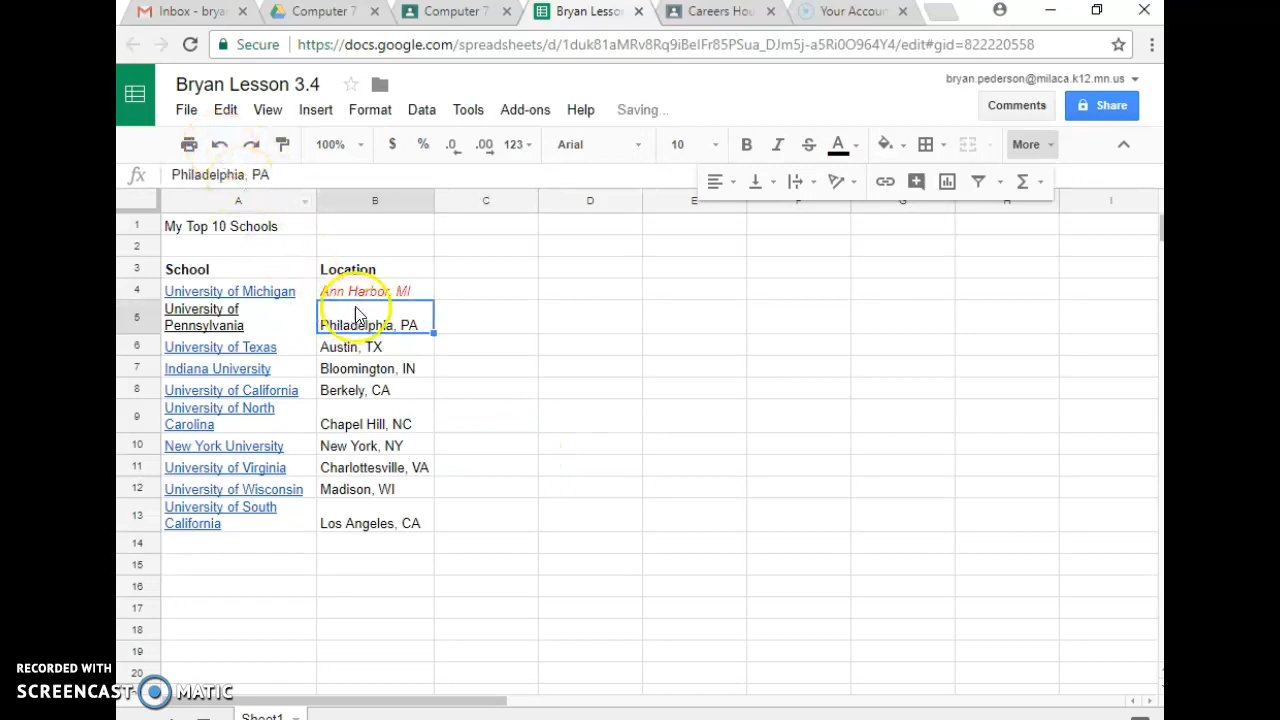 Inbox - bryan
Computer 7
Computer 7
Bryan Lesson
Careers Hou
Your Accoun
Secure https://docs.google.com/spreadsheets/d/1duk81aMRv8Rq9iBeIFr85PSua_DJm5j-a5Ri0O964Y4/edit#gid=822220558
Bryan Lesson 3.4
bryan.pederson@milaca.k12.mn.us
File Edit View Insert Format Data Tools Add-ons Help Saving...
Comments Share
100% $ % .0 .00 123 Arial 10 B I S A More
fx Philadelphia, PA
A B C D E F G H I
1 My Top 10 Schools
2
3 School Location
4 University of Michigan Ann Harbor, MI
5 University of Pennsylvania Philadelphia, PA
6 University of Texas Austin, TX
7 Indiana University Bloomington, IN
8 University of California Berkely, CA
9 University of North Carolina Chapel Hill, NC
10 New York University New York, NY
11 University of Virginia Charlottesville, VA
12 University of Wisconsin Madison, WI
13 University of South California Los Angeles, CA
14
15
16
17
18
19
20
Sheet1
RECORDED WITH
SCREENCAST MATIC